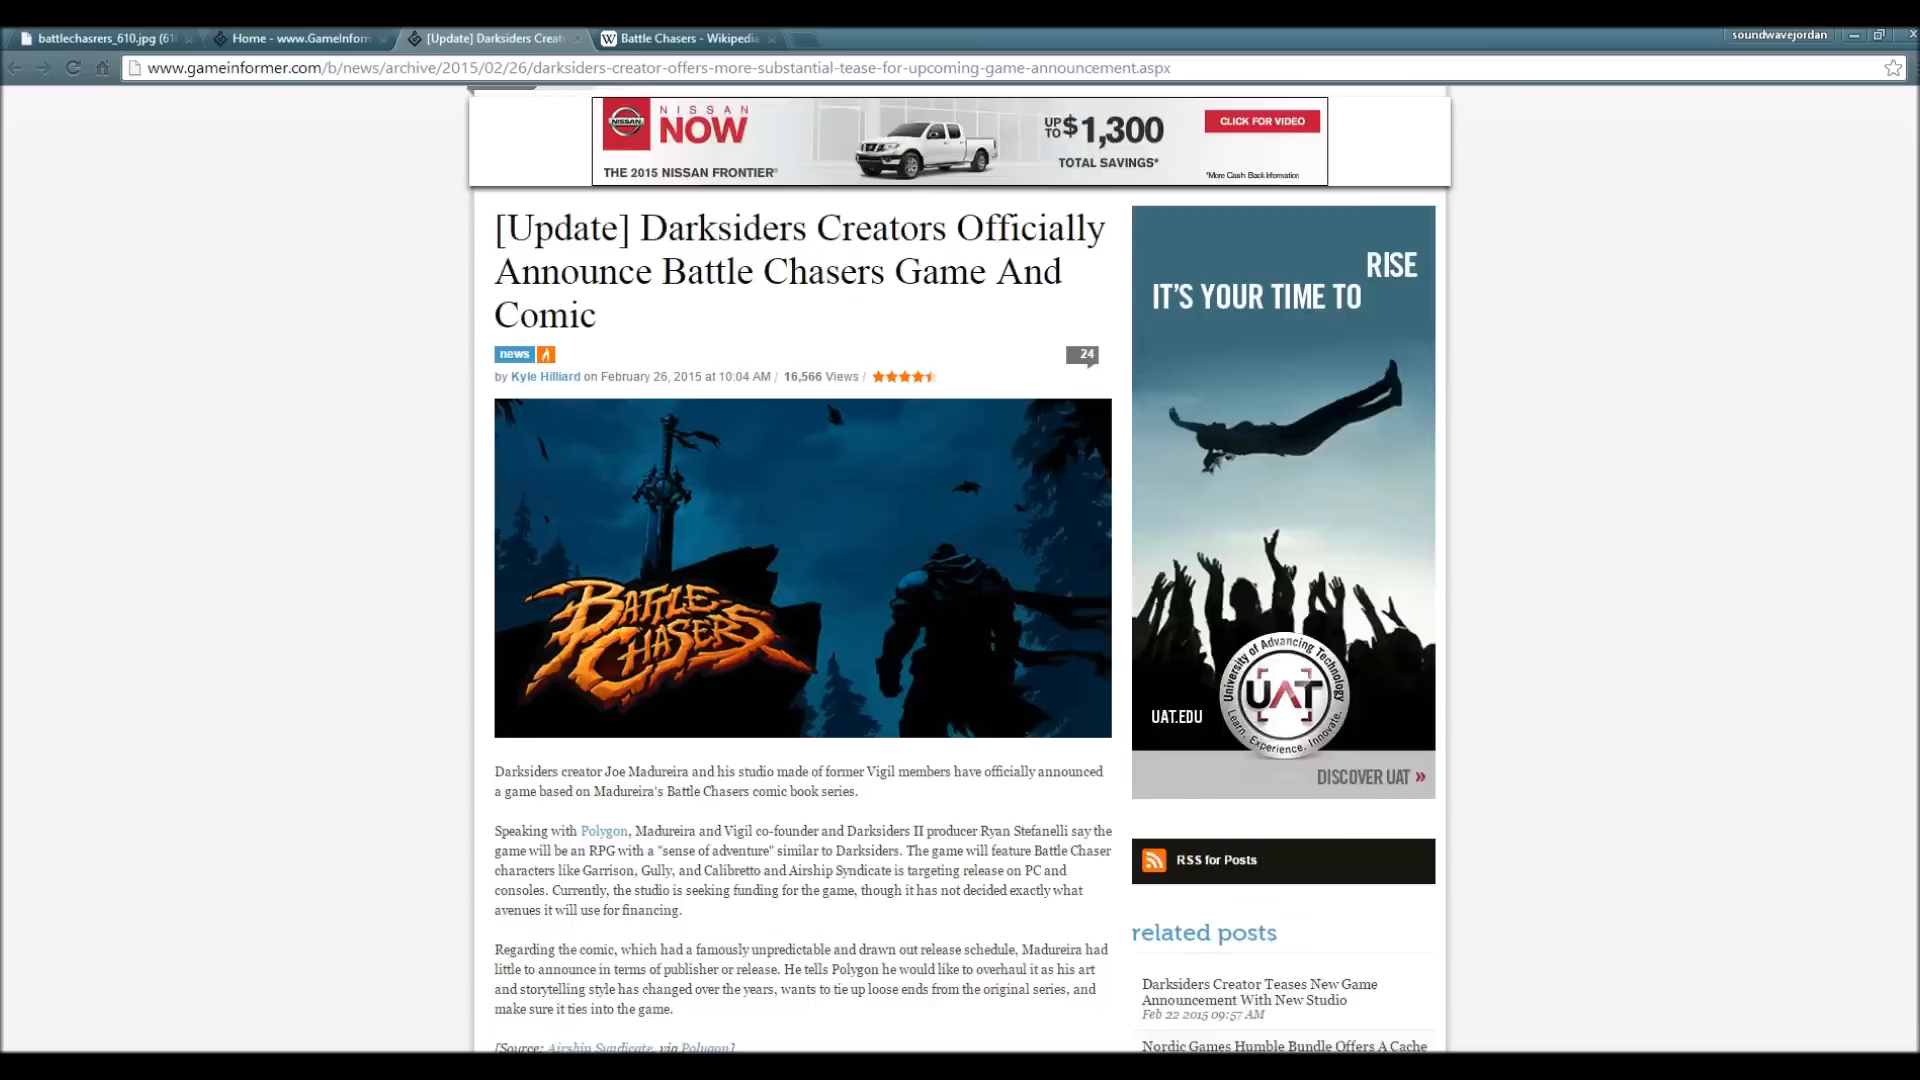 battlechasrers_610.jpg (61
Home - www.GameInform
[Update] Darksiders Creat
Battle Chasers - Wikipedia
soundwavejordan
www.gameinformer.com/b/news/archive/2015/02/26/darksiders-creator-offers-more-substantial-tease-for-upcoming-game-announcement.aspx
NISSAN
NISSAN
NOW
THE 2015 NISSAN FRONTIER®
UP TO $1,300
TOTAL SAVINGS*
CLICK FOR VIDEO
*More Cash Back Information
[Update] Darksiders Creators Officially
Announce Battle Chasers Game And
Comic
news
24
by Kyle Hilliard on February 26, 2015 at 10:04 AM / 16,566 Views /
BATTLE
CHASERS
Darksiders creator Joe Madureira and his studio made of former Vigil members have officially announced
a game based on Madureira's Battle Chasers comic book series.
Speaking with Polygon, Madureira and Vigil co-founder and Darksiders II producer Ryan Stefanelli say the
game will be an RPG with a "sense of adventure" similar to Darksiders. The game will feature Battle Chaser
characters like Garrison, Gully, and Calibretto and Airship Syndicate is targeting release on PC and
consoles. Currently, the studio is seeking funding for the game, though it has not decided exactly what
avenues it will use for financing.
Regarding the comic, which had a famously unpredictable and drawn out release schedule, Madureira had
little to announce in terms of publisher or release. He tells Polygon he would like to overhaul it as his art
and storytelling style has changed over the years, wants to tie up loose ends from the original series, and
make sure it ties into the game.
[Source: Airship Syndicate, via Polygon]
RISE
IT'S YOUR TIME TO
University of Advancing Technology
UAT
Learn. Experience. Innovate.
UAT.EDU
DISCOVER UAT »
RSS for Posts
related posts
Darksiders Creator Teases New Game
Announcement With New Studio
Feb 22 2015 09:57 AM
Nordic Games Humble Bundle Offers A Cache